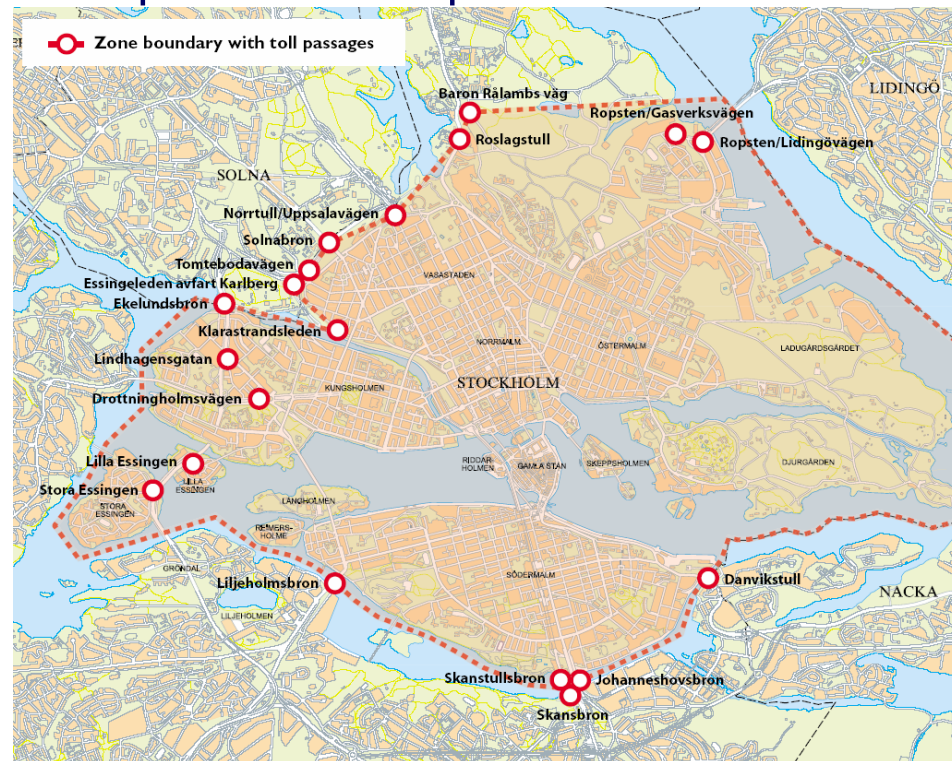 Zone boundary with toll passages
Baron Rålambs väg
Ropsten/Gasverksvägen
LIDINGÖ
Roslagstull
Ropsten/Lidingövägen
SOLNA
Norrtull/Uppsalavägen
Solnabron
Tomtebodavägen
VASASTADEN
Essingeleden avfart Karlberg
Ekelundsbron
Klarastrandsleden
NORRMALM
ÖSTERMALM
LADUGÅRDSGÄRDET
Lindhagensgatan
KUNGSHOLMEN
STOCKHOLM
Drottningholmsvägen
Lilla Essingen
RIDDAR-
HOLMEN
GAMLA STAN
SKEPPSHOLMEN
DJURGÅRDEN
LILLA
ESSINGEN
Stora Essingen
STORA
ESSINGEN
LÅNGHOLMEN
REIMERS-
HOLME
GRÖNDAL
Liljeholmsbron
SÖDERMALM
Danvikstull
NACKA
LILJEHOLMEN
Skanstullsbron
Johanneshovsbron
Skansbron